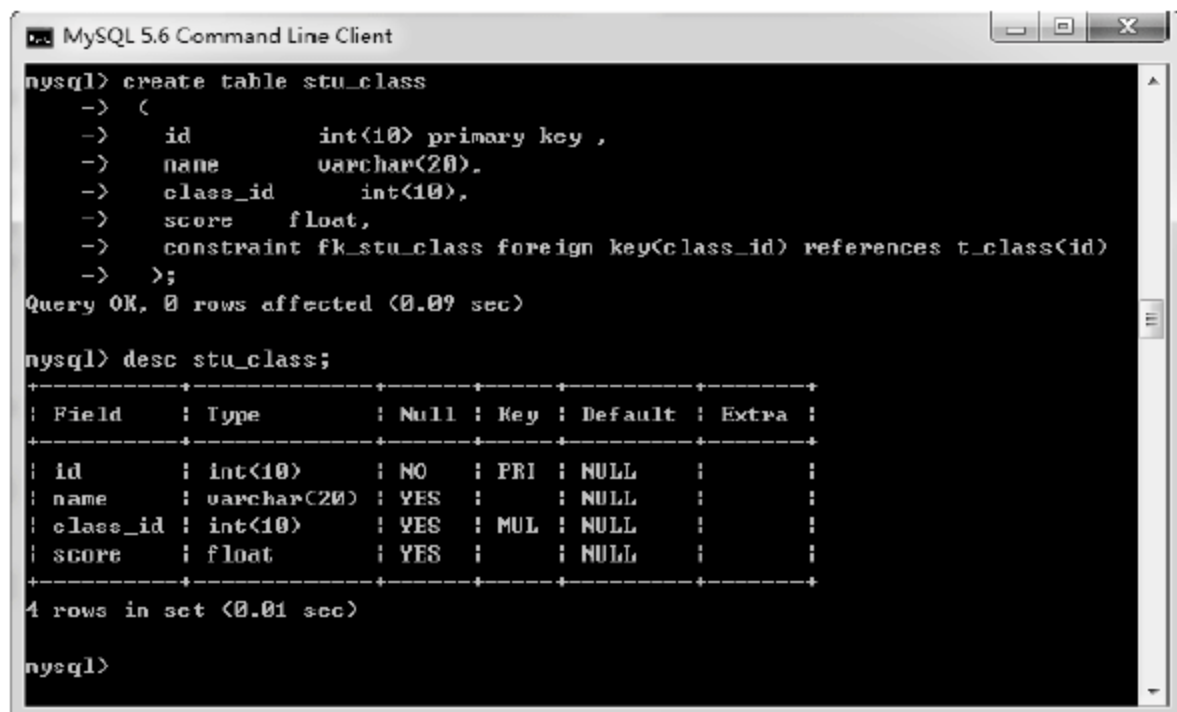 MySQL 5.6 Command Line Client
mysql> create table stu_class
-> (
-> id int(10) primary key ,
-> name varchar(20),
-> class_id int(10),
-> score float,
-> constraint fk_stu_class foreign key(class_id) references t_class(id)
-> );
Query OK, 0 rows affected (0.09 sec)
mysql> desc stu_class;
+----------+-------------+------+-----+---------+-------+
| Field | Type | Null | Key | Default | Extra |
+----------+-------------+------+-----+---------+-------+
| id | int(10) | NO | PRI | NULL | |
| name | varchar(20) | YES | | NULL | |
| class_id | int(10) | YES | MUL | NULL | |
| score | float | YES | | NULL | |
+----------+-------------+------+-----+---------+-------+
4 rows in set (0.01 sec)
mysql>